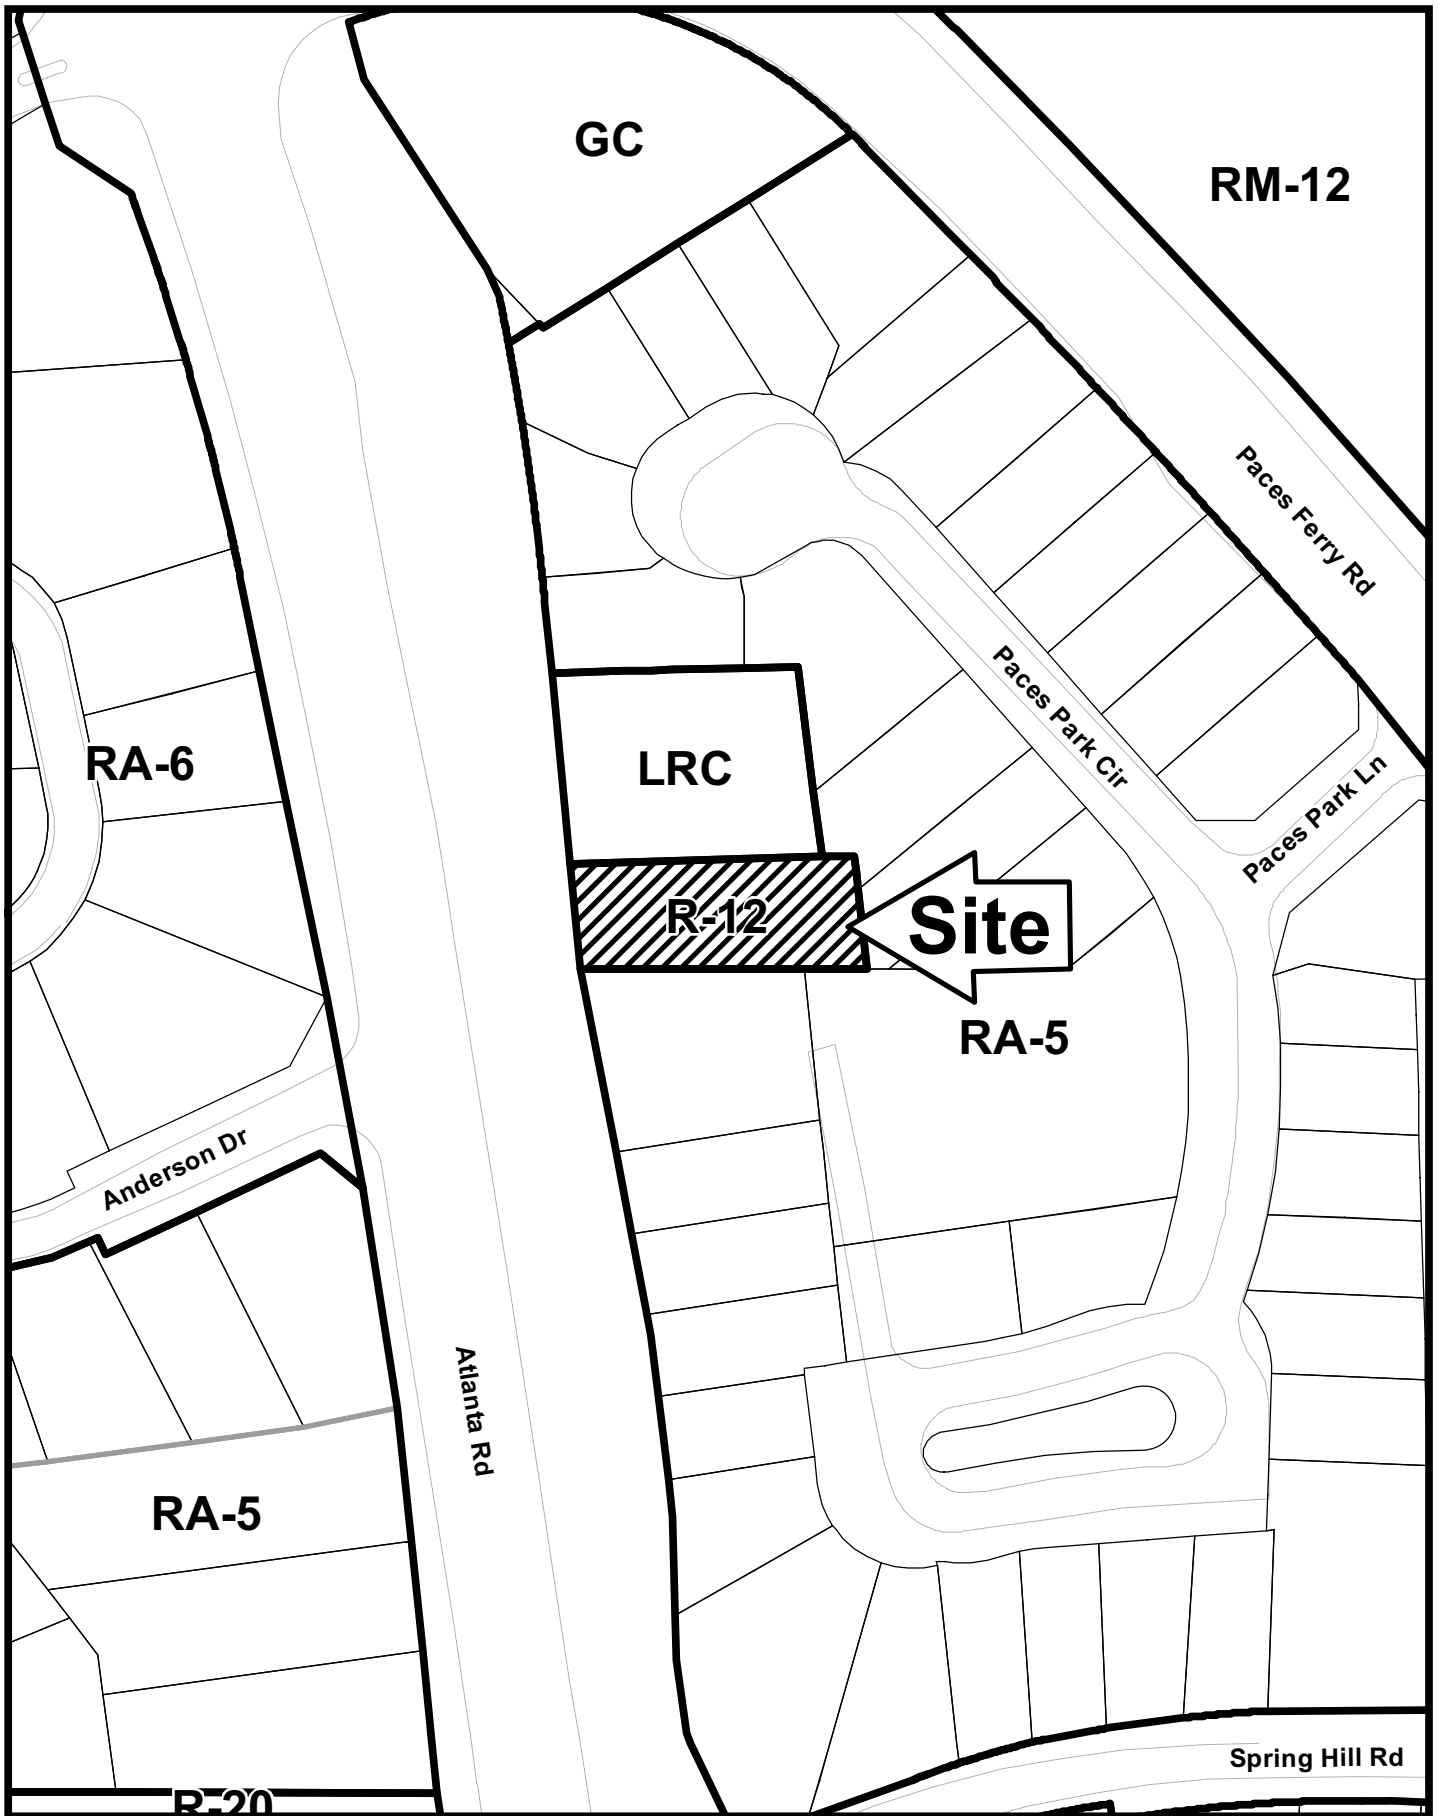 GC
RM-12
Paces Ferry Rd
Paces Park Cir
RA-6
LRC
Paces Park Ln
R-12
Site
RA-5
Anderson Dr
Atlanta Rd
RA-5
Spring Hill Rd
R-20